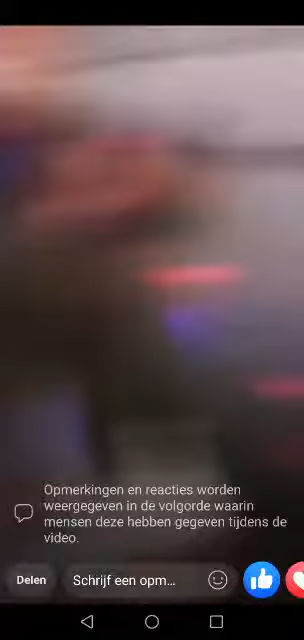 Opmerkingen en reacties worden
weergegeven in de volgorde waarin
mensen deze hebben gegeven tijdens de
video.
Delen
Schrijf een opm...